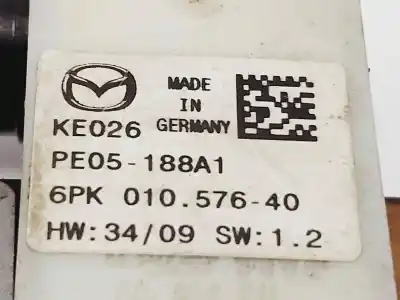 MADE
IN
GERMANY
KE026
PE05-188A1
6PK 010.576-40
HW:34/09 SW:1.2